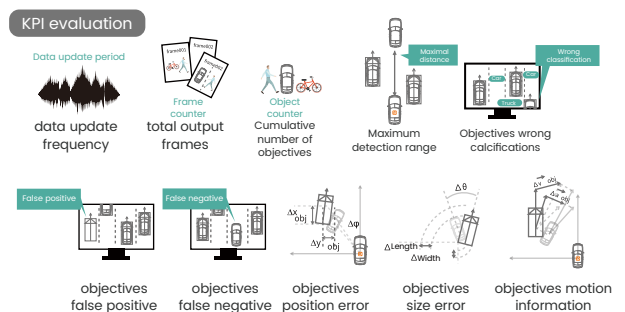 KPI evaluation
Data update period
data update
frequency
frame001
frame002
frame002
Frame
counter
total output
frames
Object
counter
Cumulative
number of
objectives
Maximal
distance
Maximum
detection range
Wrong
classification
Car
Car
Truck
Objectives wrong
calcifications
False positive
objectives
false positive
False negative
objectives
false negative
Δx
obj
Δy
obj
Δφ
objectives
position error
Δθ
ΔLength
ΔWidth
objectives
size error
Δv obj
Δa obj
objectives motion
information